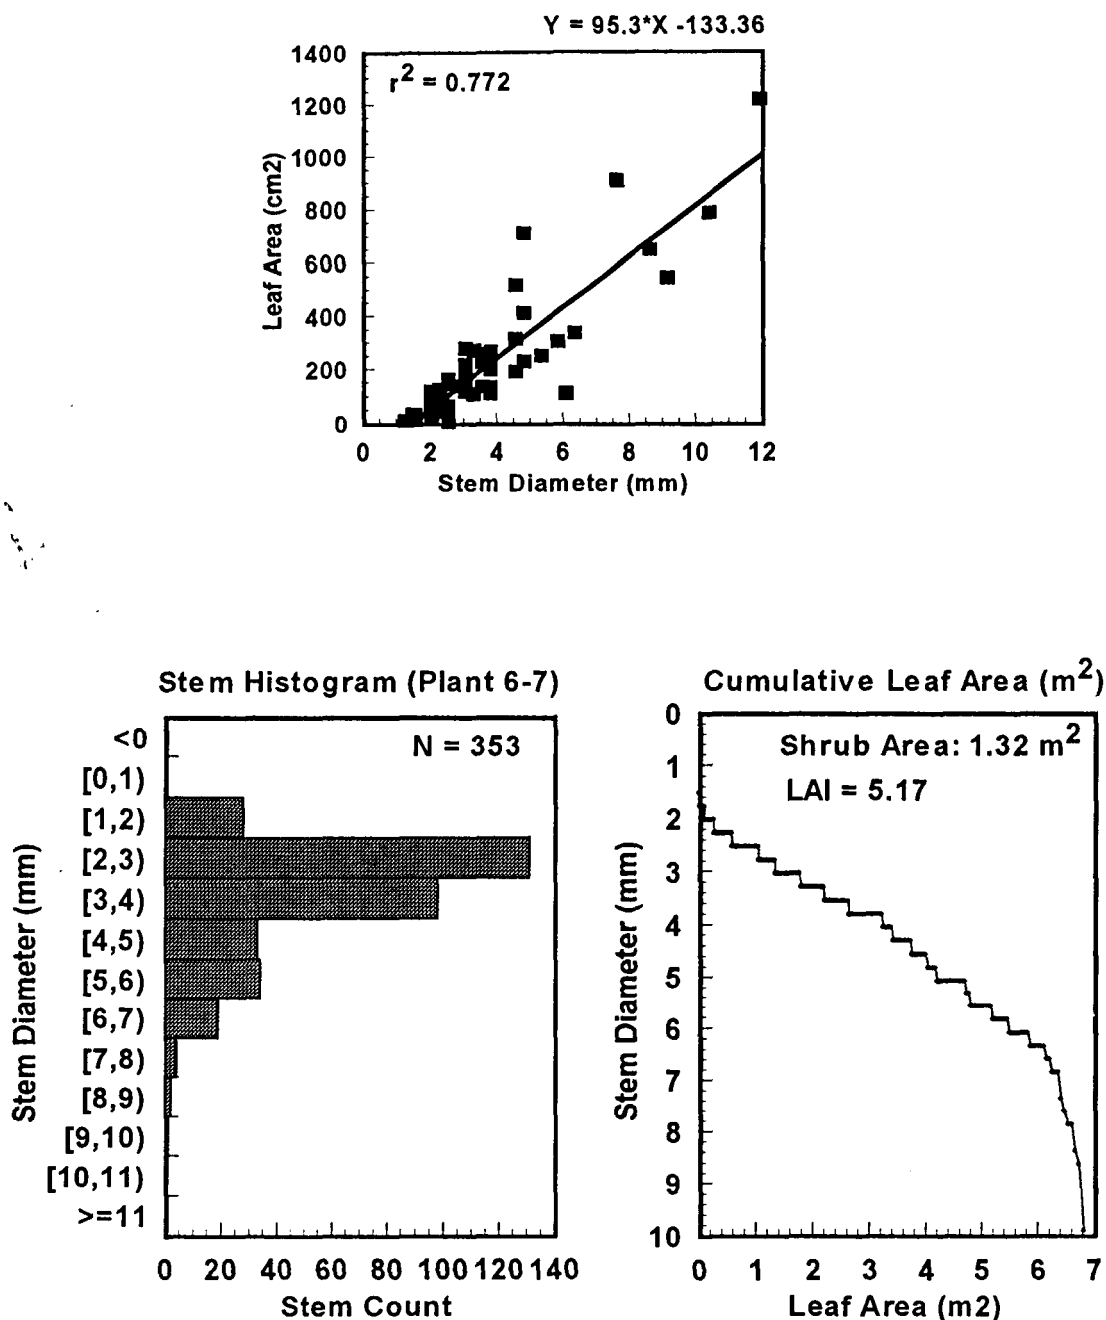 Y = 95.3*X -133.36
r2 = 0.772
1400
1200
1000
800
600
400
200
0
Leaf Area (cm2)
0 2 4 6 8 10 12
Stem Diameter (mm)
Stem Histogram (Plant 6-7)
N = 353
<0
[0,1)
[1,2)
[2,3)
[3,4)
[4,5)
[5,6)
[6,7)
[7,8)
[8,9)
[9,10)
[10,11)
>=11
Stem Diameter (mm)
0 20 40 60 80 100 120 140
Stem Count
Cumulative Leaf Area (m2)
Shrub Area: 1.32 m2
LAI = 5.17
0
1
2
3
4
5
6
7
8
9
10
Stem Diameter (mm)
0 1 2 3 4 5 6 7
Leaf Area (m2)